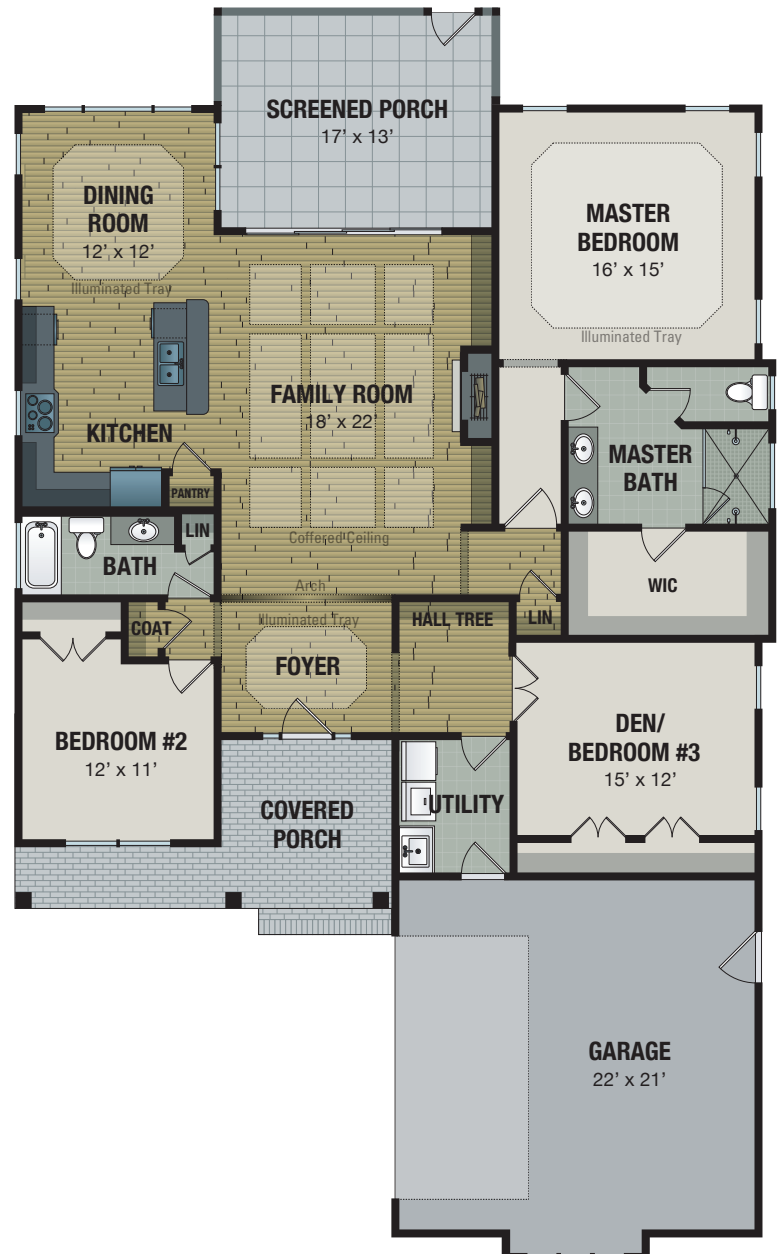 SCREENED PORCH
17' x 13'
DINING
ROOM
12' x 12'
Illuminated Tray
MASTER
BEDROOM
16' x 15'
Illuminated Tray
FAMILY ROOM
18' x 22'
KITCHEN
PANTRY
MASTER
BATH
LIN
BATH
Coffered Ceiling
WIC
Arch
COAT
Illuminated Tray
FOYER
HALL TREE
LIN
BEDROOM #2
12' x 11'
DEN/
BEDROOM #3
15' x 12'
COVERED
PORCH
UTILITY
GARAGE
22' x 21'